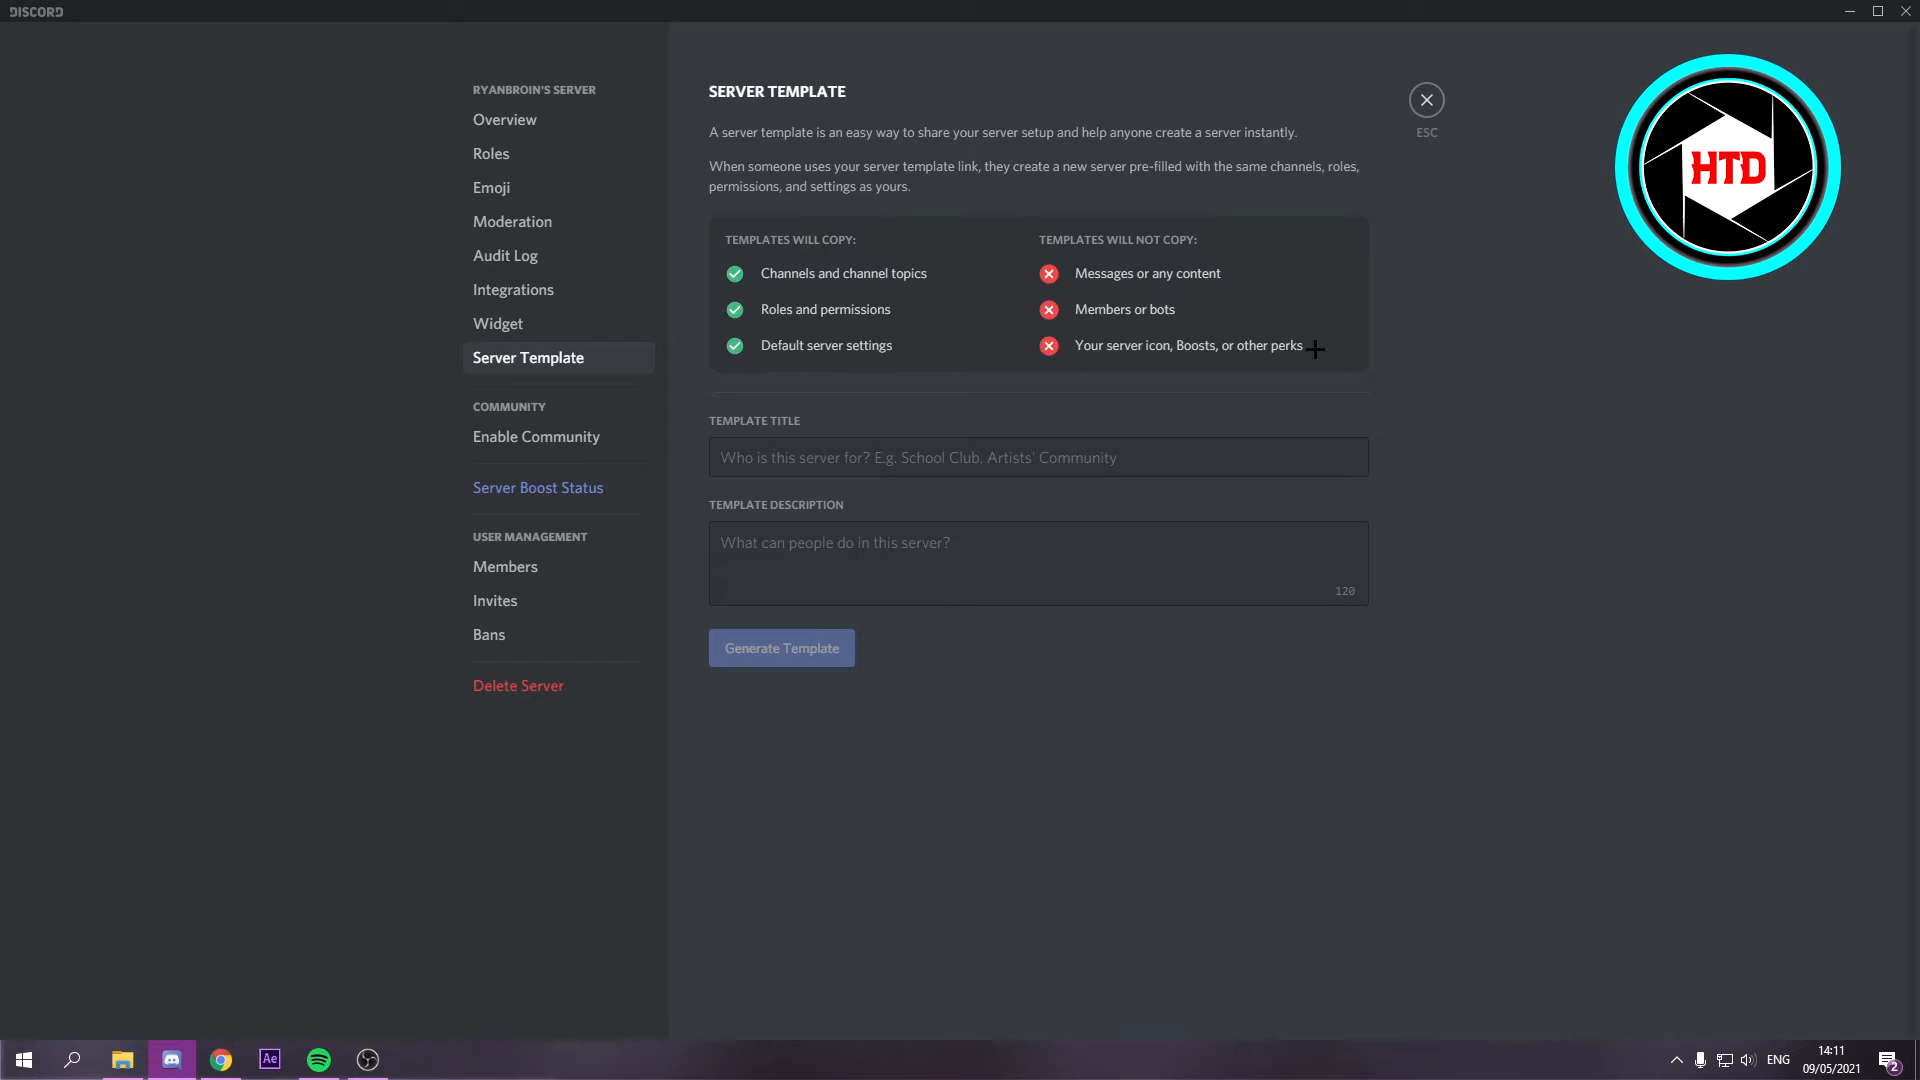 DISCORD
RYANBROIN'S SERVER
Overview
Roles
Emoji
Moderation
Audit Log
Integrations
Widget
Server Template
COMMUNITY
Enable Community
Server Boost Status
USER MANAGEMENT
Members
Invites
Bans
Delete Server
SERVER TEMPLATE
A server template is an easy way to share your server setup and help anyone create a server instantly.
When someone uses your server template link, they create a new server pre-filled with the same channels, roles,
permissions, and settings as yours.
TEMPLATES WILL COPY:
Channels and channel topics
Roles and permissions
Default server settings
TEMPLATES WILL NOT COPY:
Messages or any content
Members or bots
Your server icon, Boosts, or other perks
TEMPLATE TITLE
Who is this server for? E.g. School Club, Artists' Community
TEMPLATE DESCRIPTION
What can people do in this server?
120
Generate Template
ESC
HTD
Ae
ENG
14:11
09/05/2021
2